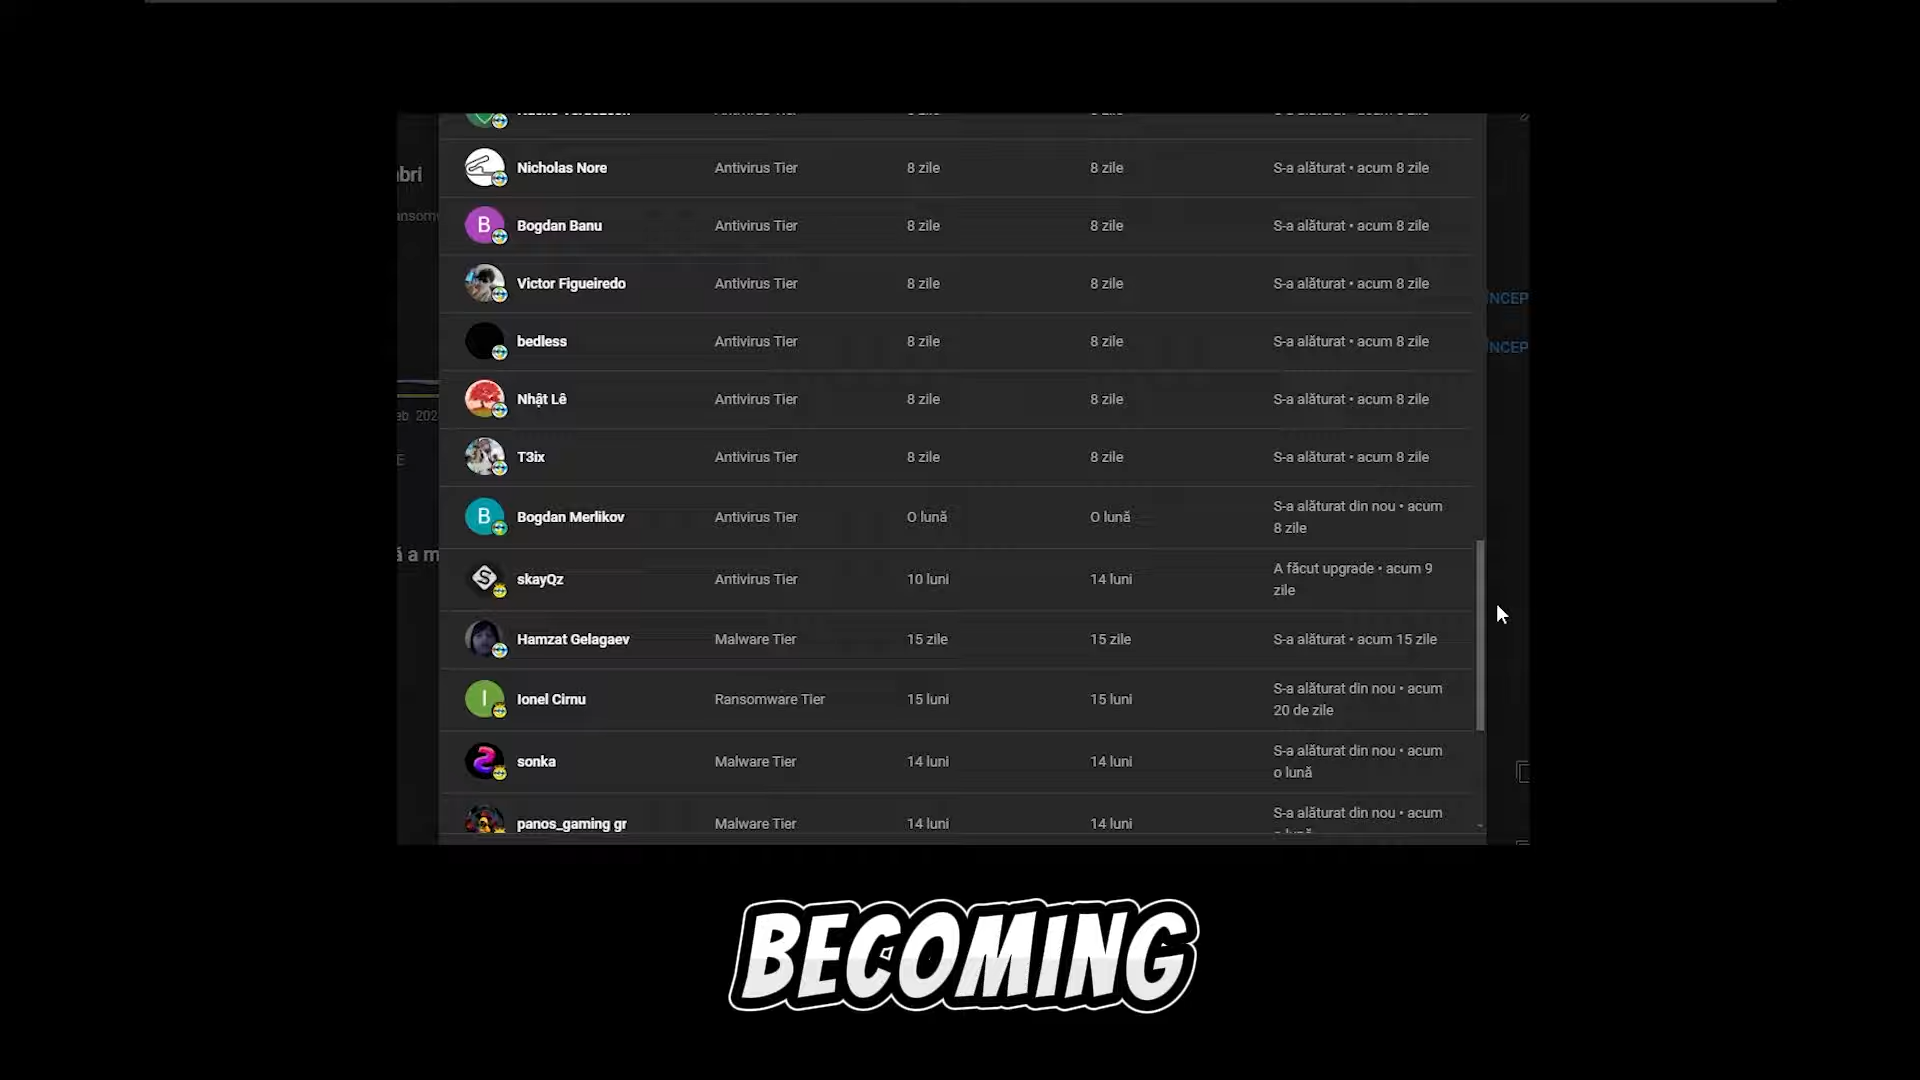 Antivirus Tier
S-a alăturat • acum 8 zile
Nicholas Nore Antivirus Tier 8 zile 8 zile S-a alăturat • acum 8 zile
Bogdan Banu Antivirus Tier 8 zile 8 zile S-a alăturat • acum 8 zile
Victor Figueiredo Antivirus Tier 8 zile 8 zile S-a alăturat • acum 8 zile
bedless Antivirus Tier 8 zile 8 zile S-a alăturat • acum 8 zile
Nhật Lê Antivirus Tier 8 zile 8 zile S-a alăturat • acum 8 zile
T3ix Antivirus Tier 8 zile 8 zile S-a alăturat • acum 8 zile
Bogdan Merlikov Antivirus Tier O lună O lună S-a alăturat din nou • acum
8 zile
skayQz Antivirus Tier 10 luni 14 luni A făcut upgrade • acum 9
zile
Hamzat Gelagaev Malware Tier 15 zile 15 zile S-a alăturat • acum 15 zile
Ionel Cirnu Ransomware Tier 15 luni 15 luni S-a alăturat din nou • acum
20 de zile
sonka Malware Tier 14 luni 14 luni S-a alăturat din nou • acum
o lună
panos_gaming gr Malware Tier 14 luni 14 luni S-a alăturat din nou • acum
BECOMING